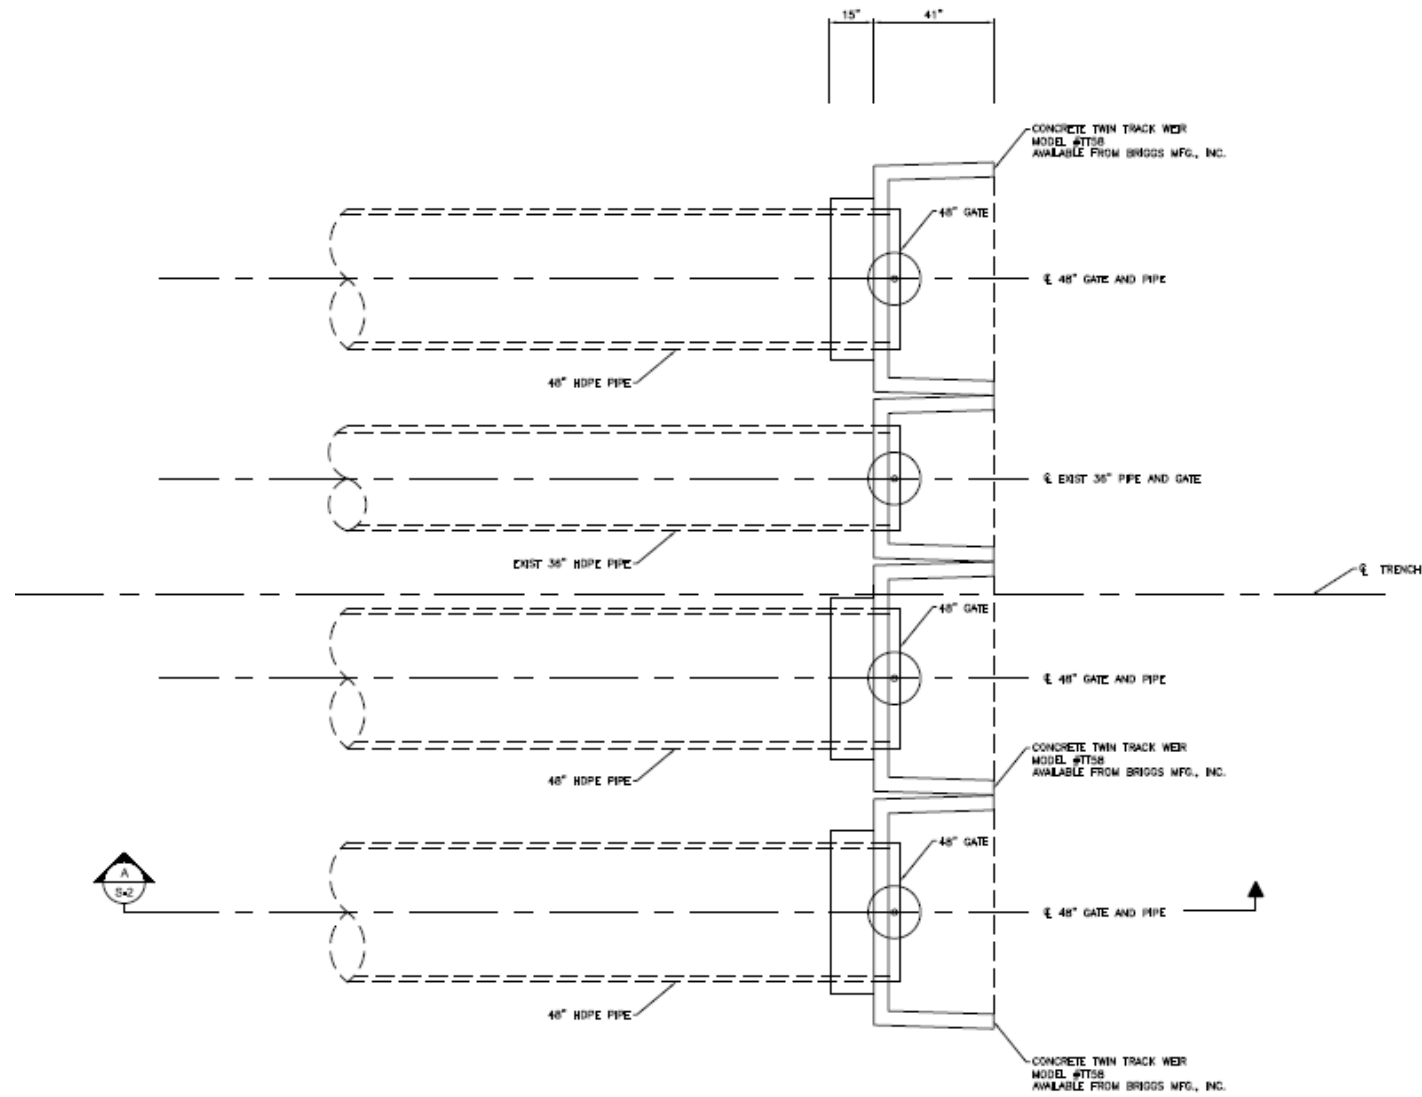 15" 41"
CONCRETE TWIN TRACK WEIR
MODEL #TT58
AVAILABLE FROM BRIGGS MFG., INC.
48" GATE
℄ 48" GATE AND PIPE
48" HDPE PIPE
℄ EXIST 36" PIPE AND GATE
EXIST 36" HDPE PIPE
℄ TRENCH
48" GATE
℄ 48" GATE AND PIPE
CONCRETE TWIN TRACK WEIR
MODEL #TT58
AVAILABLE FROM BRIGGS MFG., INC.
48" HDPE PIPE
48" GATE
A
S-2
℄ 48" GATE AND PIPE
48" HDPE PIPE
CONCRETE TWIN TRACK WEIR
MODEL #TT58
AVAILABLE FROM BRIGGS MFG., INC.